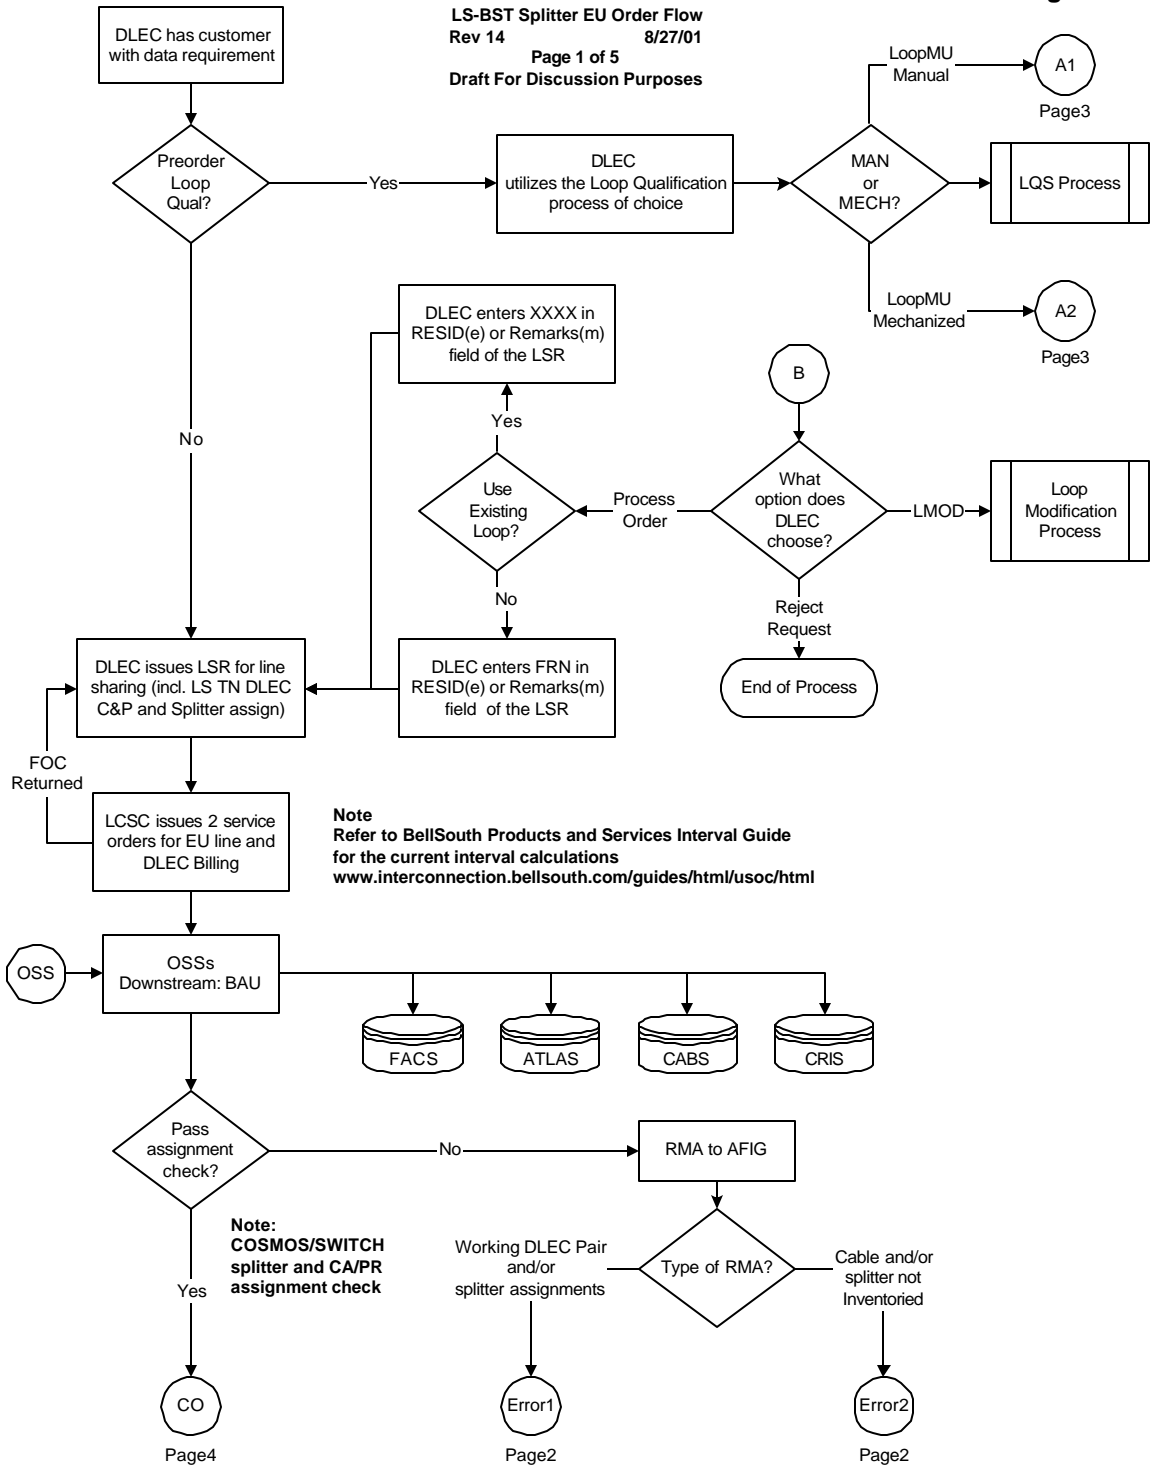 LS-BST Splitter EU Order Flow
Rev 14 8/27/01
Page 1 of 5
Draft For Discussion Purposes
DLEC has customer
with data requirement
Preorder
Loop
Qual?
Yes
DLEC
utilizes the Loop Qualification
process of choice
MAN
or
MECH?
LoopMU
Manual
A1
Page3
LQS Process
LoopMU
Mechanized
A2
Page3
No
DLEC enters XXXX in
RESID(e) or Remarks(m)
field of the LSR
Yes
Use
Existing
Loop?
Process
Order
B
What
option does
DLEC
choose?
LMOD
Loop
Modification
Process
No
Reject
Request
End of Process
DLEC issues LSR for line
sharing (incl. LS TN DLEC
C&P and Splitter assign)
DLEC enters FRN in
RESID(e) or Remarks(m)
field of the LSR
FOC
Returned
LCSC issues 2 service
orders for EU line and
DLEC Billing
Note
Refer to BellSouth Products and Services Interval Guide
for the current interval calculations
www.interconnection.bellsouth.com/guides/html/usoc/html
OSS
OSSs
Downstream: BAU
FACS
ATLAS
CABS
CRIS
Pass
assignment
check?
No
RMA to AFIG
Yes
Note:
COSMOS/SWITCH
splitter and CA/PR
assignment check
Type of RMA?
Working DLEC Pair
and/or
splitter assignments
Cable and/or
splitter not
Inventoried
CO
Page4
Error1
Page2
Error2
Page2